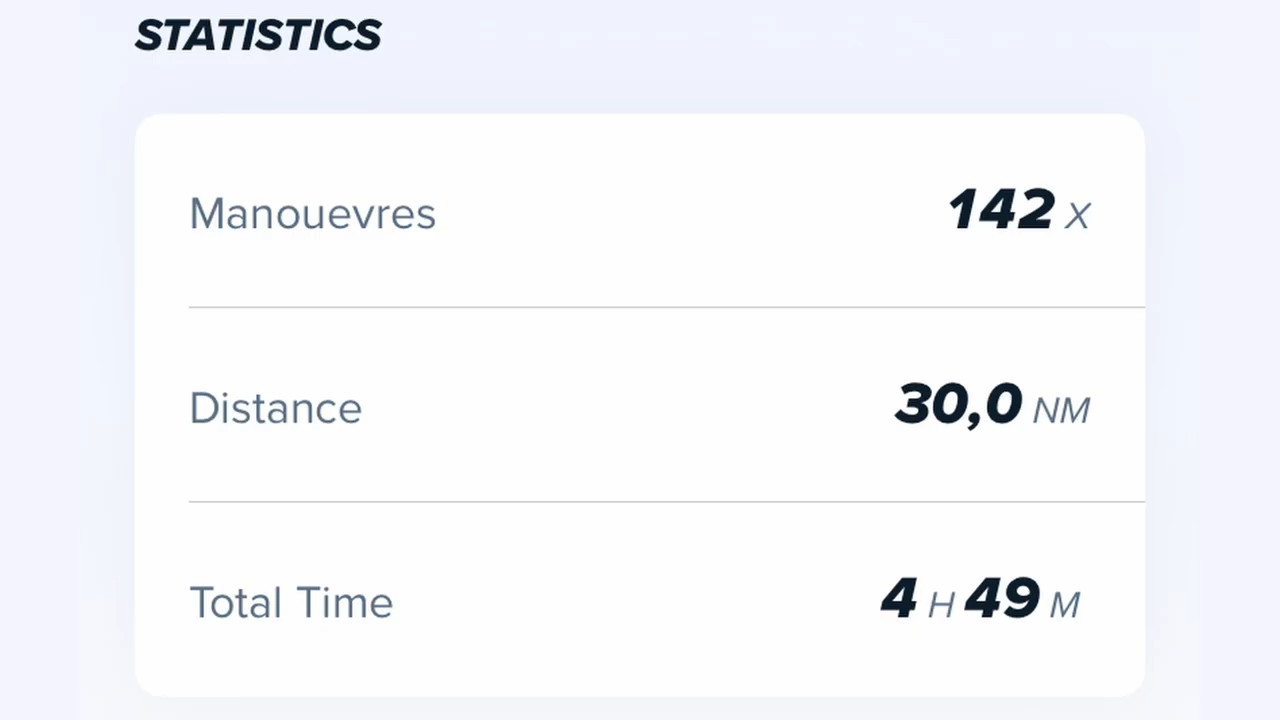 STATISTICS
Manouevres 142 X
Distance 30,0 NM
Total Time 4 H 49 M